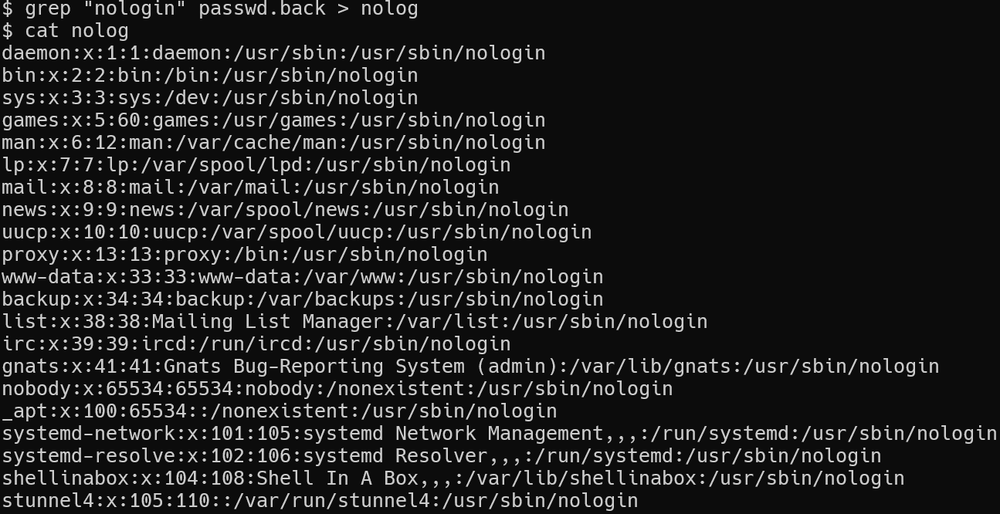 $ grep "nologin" passwd.back > nolog
$ cat nolog
daemon:x:1:1:daemon:/usr/sbin:/usr/sbin/nologin
bin:x:2:2:bin:/bin:/usr/sbin/nologin
sys:x:3:3:sys:/dev:/usr/sbin/nologin
games:x:5:60:games:/usr/games:/usr/sbin/nologin
man:x:6:12:man:/var/cache/man:/usr/sbin/nologin
lp:x:7:7:lp:/var/spool/lpd:/usr/sbin/nologin
mail:x:8:8:mail:/var/mail:/usr/sbin/nologin
news:x:9:9:news:/var/spool/news:/usr/sbin/nologin
uucp:x:10:10:uucp:/var/spool/uucp:/usr/sbin/nologin
proxy:x:13:13:proxy:/bin:/usr/sbin/nologin
www-data:x:33:33:www-data:/var/www:/usr/sbin/nologin
backup:x:34:34:backup:/var/backups:/usr/sbin/nologin
list:x:38:38:Mailing List Manager:/var/list:/usr/sbin/nologin
irc:x:39:39:ircd:/run/ircd:/usr/sbin/nologin
gnats:x:41:41:Gnats Bug-Reporting System (admin):/var/lib/gnats:/usr/sbin/nologin
nobody:x:65534:65534:nobody:/nonexistent:/usr/sbin/nologin
_apt:x:100:65534::/nonexistent:/usr/sbin/nologin
systemd-network:x:101:105:systemd Network Management,,,:/run/systemd:/usr/sbin/nologin
systemd-resolve:x:102:106:systemd Resolver,,,:/run/systemd:/usr/sbin/nologin
shellinabox:x:104:108:Shell In A Box,,,:/var/lib/shellinabox:/usr/sbin/nologin
stunnel4:x:105:110::/var/run/stunnel4:/usr/sbin/nologin